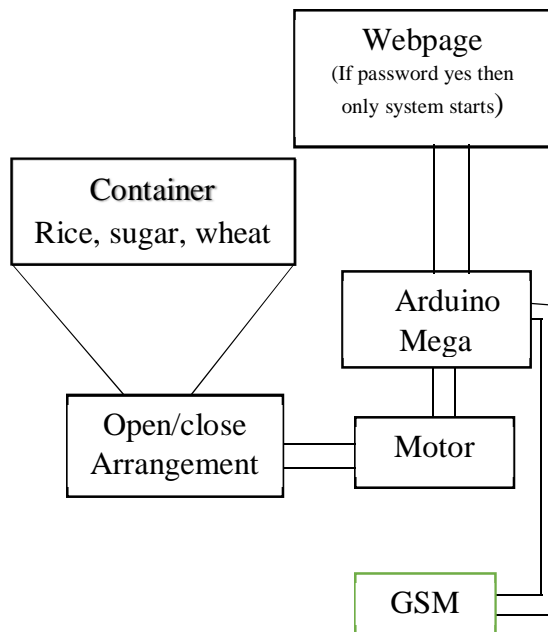 Webpage
(If password yes then
only system starts)
Container
Rice, sugar, wheat
Arduino
Mega
Open/close
Arrangement
Motor
GSM